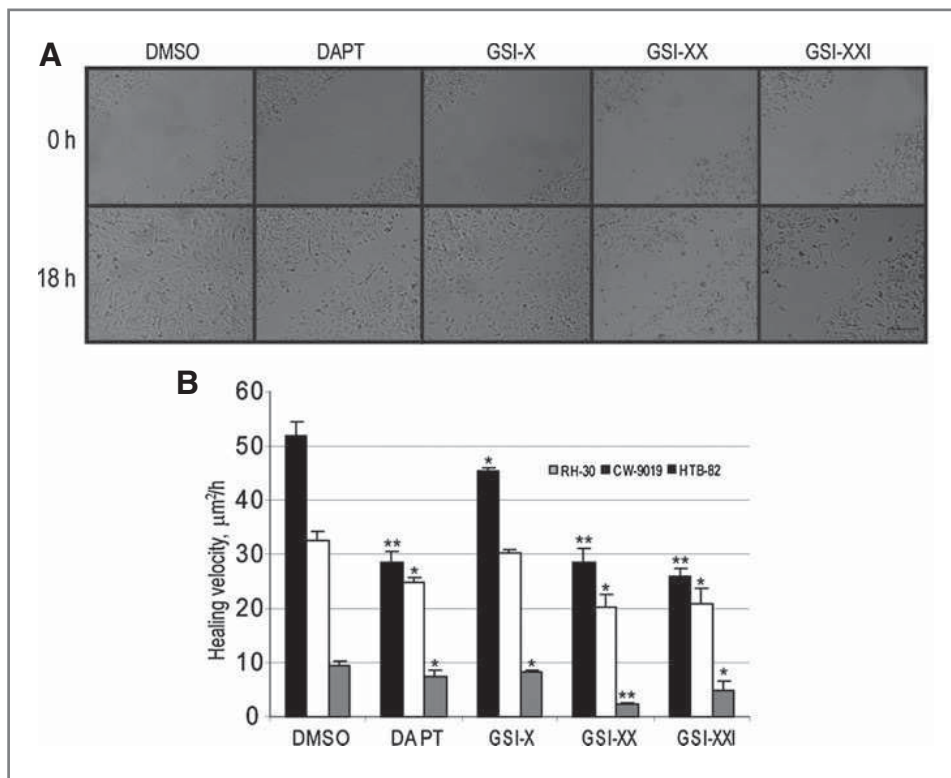 A
DMSO DAPT GSI-X GSI-XX GSI-XXI
0 h
18 h
B
Healing velocity, μm²/h
60
50
40
30
20
10
0
RH-30 CW-9019 HTB-82
* ** * * * * ** * ** ** * *
DMSO DAPT GSI-X GSI-XX GSI-XXI